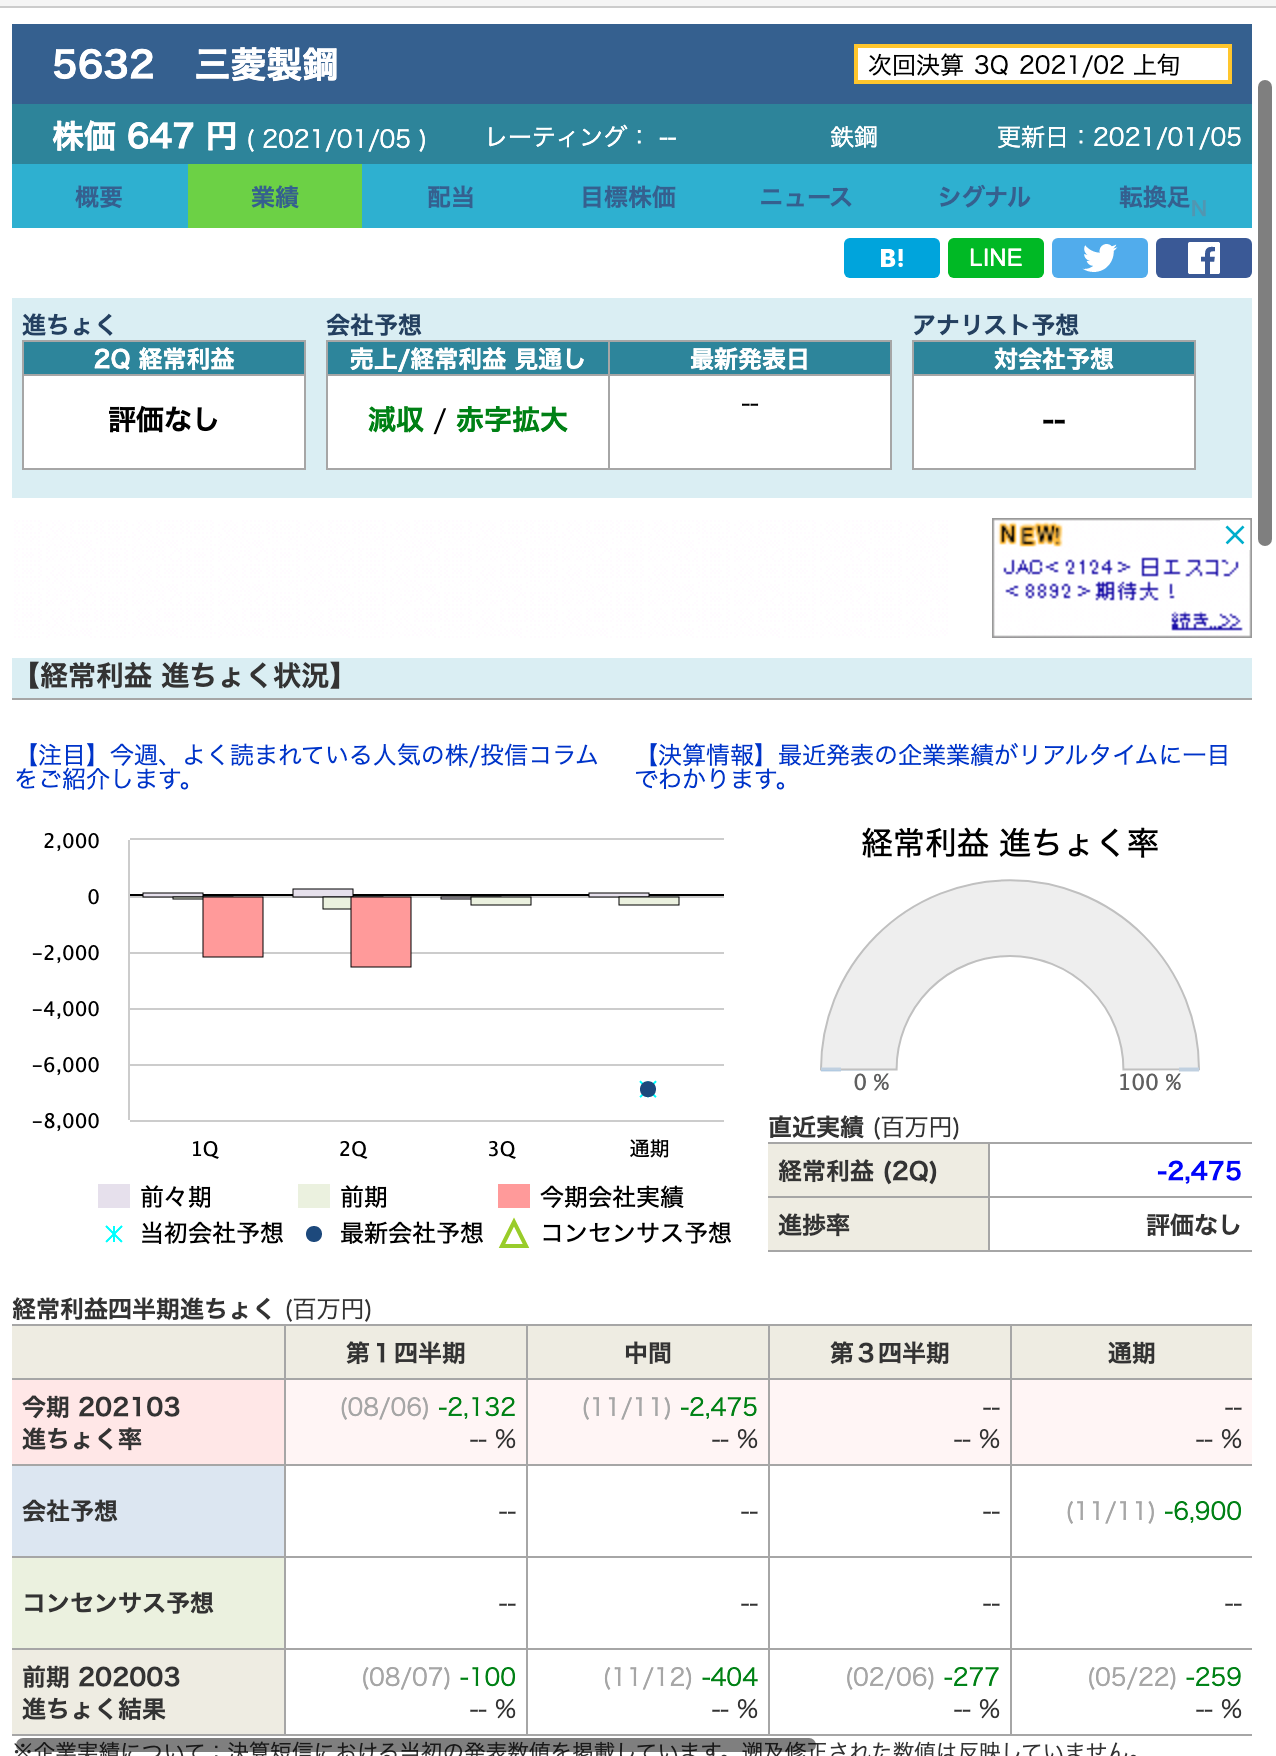 5632 三菱製鋼
次回決算 3Q 2021/02 上旬
株価 647 円 ( 2021/01/05 ) レーティング： -- 鉄鋼 更新日：2021/01/05
概要 業績 配当 目標株価 ニュース シグナル 転換足 N
B! LINE
進ちょく 会社予想 アナリスト予想
2Q 経常利益 売上/経常利益 見通し 最新発表日 対会社予想
評価なし 減収 / 赤字拡大 -- --
NEW!
JAC<2124> 日エスコン
<8892>期待大！
続き..>>
【経常利益 進ちょく状況】
【注目】今週、よく読まれている人気の株/投信コラム
をご紹介します。
【決算情報】最近発表の企業業績がリアルタイムに一目
でわかります。
2,000
0
-2,000
-4,000
-6,000
-8,000
1Q 2Q 3Q 通期
前々期 前期 今期会社実績
当初会社予想 最新会社予想 コンセンサス予想
経常利益 進ちょく率
0 % 100 %
直近実績 (百万円)
経常利益 (2Q) -2,475
進捗率 評価なし
経常利益四半期進ちょく (百万円)
第１四半期 中間 第３四半期 通期
今期 202103 (08/06) -2,132 (11/11) -2,475 -- --
進ちょく率 -- % -- % -- % -- %
会社予想 -- -- -- (11/11) -6,900
コンセンサス予想 -- -- -- --
前期 202003 (08/07) -100 (11/12) -404 (02/06) -277 (05/22) -259
進ちょく結果 -- % -- % -- % -- %
※企業実績について：決算短信における当初の発表数値を掲載しています。遡及修正された数値は反映していません。